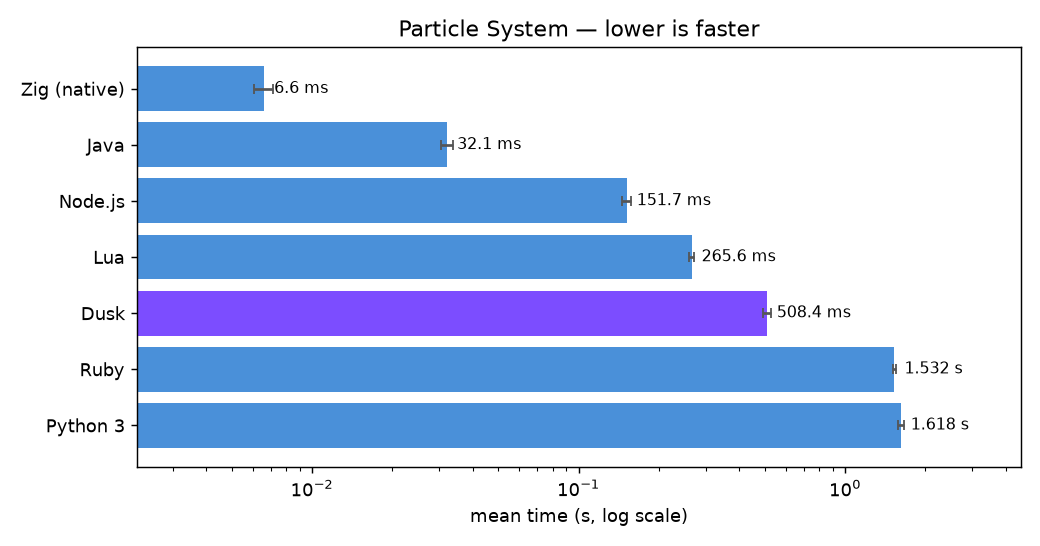 Particle System — lower is faster
Zig (native) 6.6 ms
Java 32.1 ms
Node.js 151.7 ms
Lua 265.6 ms
Dusk 508.4 ms
Ruby 1.532 s
Python 3 1.618 s
10⁻² 10⁻¹ 10⁰
mean time (s, log scale)